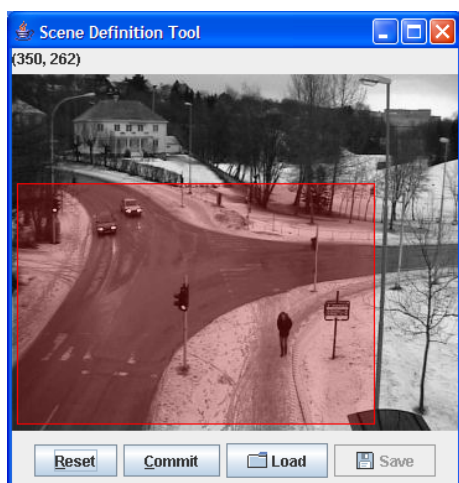 Scene Definition Tool
(350, 262)
Reset
Commit
Load
Save